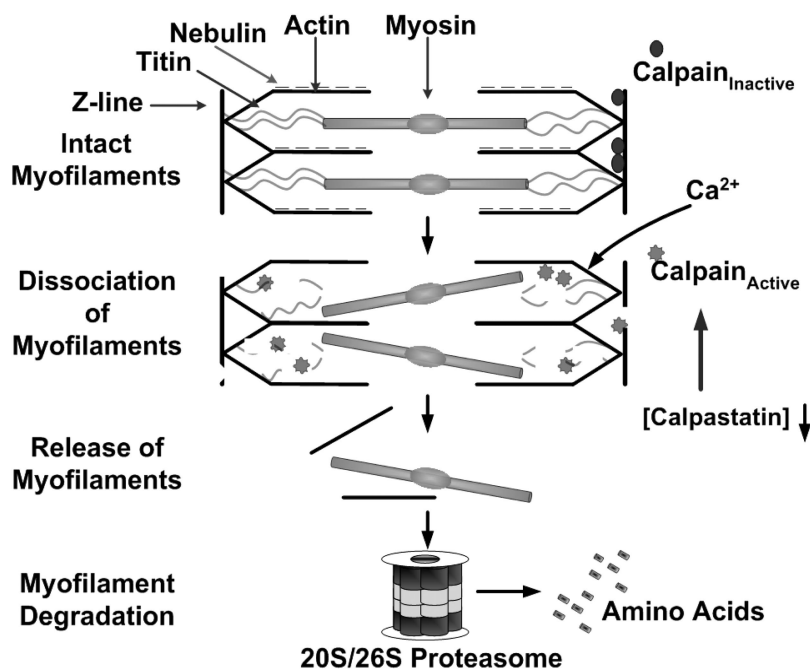 Nebulin
Actin
Myosin
Titin
Z-line
Calpain Inactive
Intact
Myofilaments
Ca2+
Dissociation
of
Myofilaments
Calpain Active
[Calpastatin]
Release of
Myofilaments
Myofilament
Degradation
Amino Acids
20S/26S Proteasome